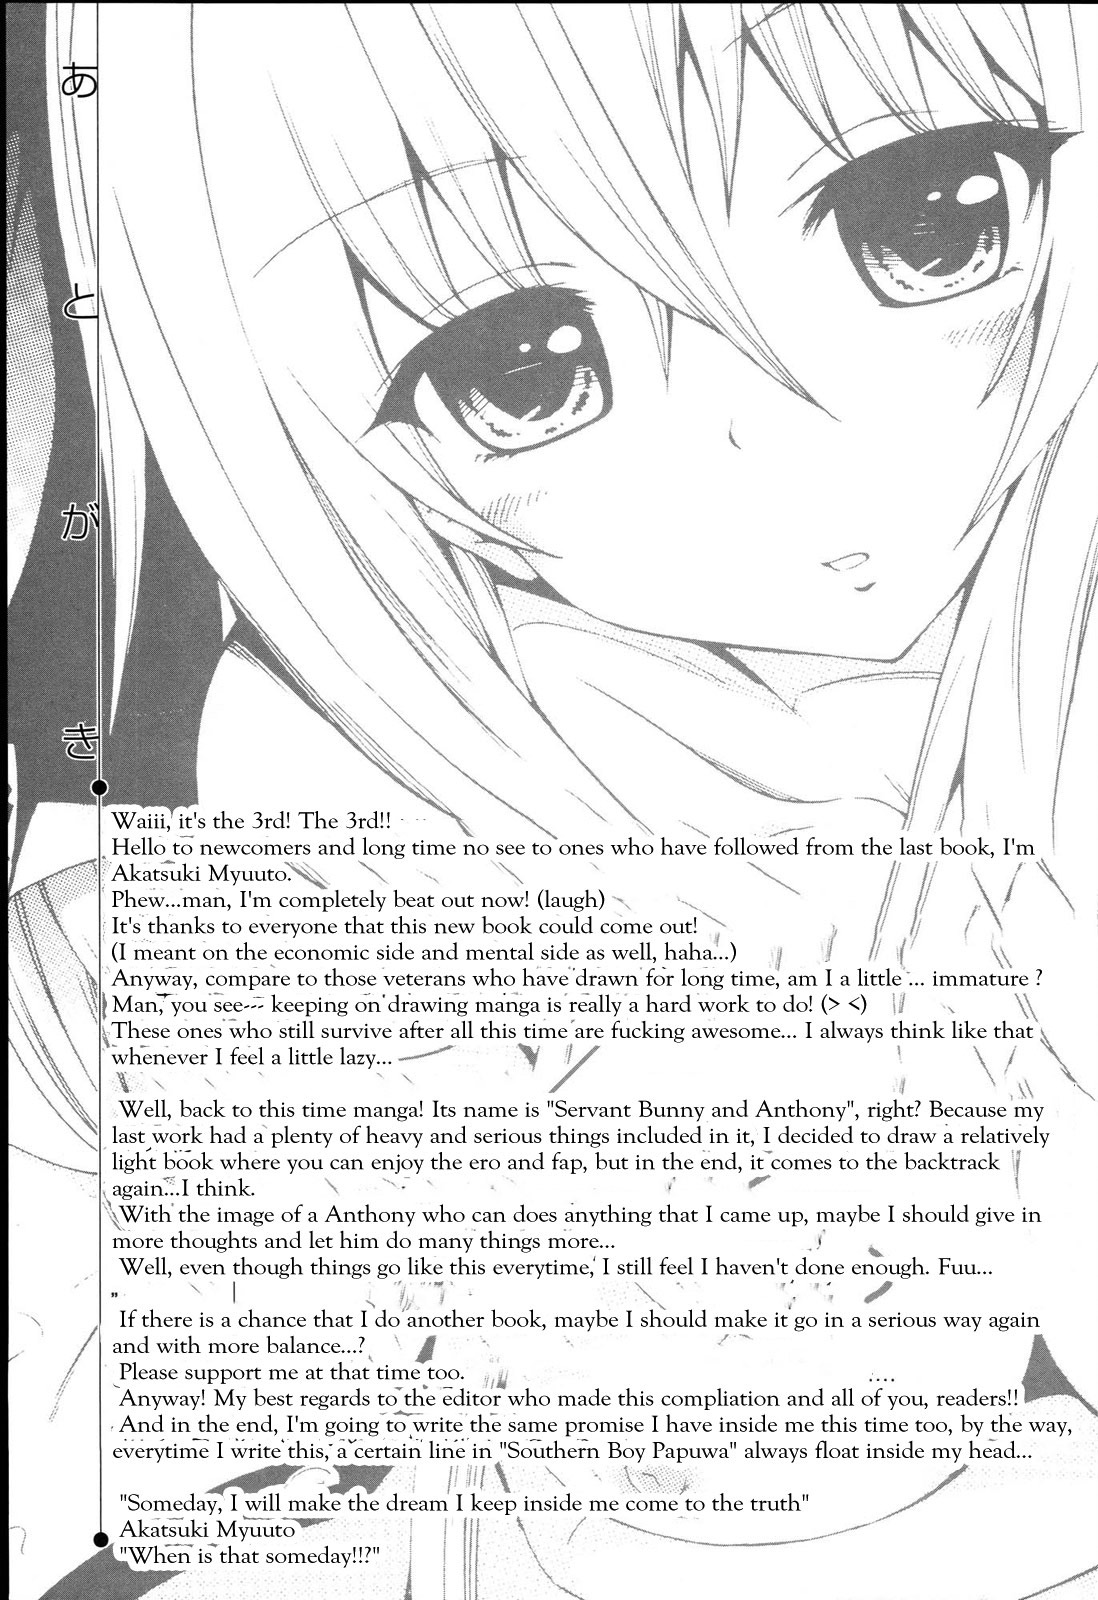 あとがき
Waiii, it's the 3rd! The 3rd!!
Hello to newcomers and long time no see to ones who have followed from the last book, I'm
Akatsuki Myuuto.
Phew...man, I'm completely beat out now! (laugh)
It's thanks to everyone that this new book could come out!
(I meant on the economic side and mental side as well, haha...)
Anyway, compare to those veterans who have drawn for long time, am I a little ... immature ?
Man, you see--- keeping on drawing manga is really a hard work to do! (> <)
These ones who still survive after all this time are fucking awesome... I always think like that
whenever I feel a little lazy...
Well, back to this time manga! Its name is "Servant Bunny and Anthony", right? Because my
last work had a plenty of heavy and serious things included in it, I decided to draw a relatively
light book where you can enjoy the ero and fap, but in the end, it comes to the backtrack
again...I think.
With the image of a Anthony who can does anything that I came up, maybe I should give in
more thoughts and let him do many things more...
Well, even though things go like this everytime, I still feel I haven't done enough. Fuu...
"
If there is a chance that I do another book, maybe I should make it go in a serious way again
and with more balance...?
Please support me at that time too.
Anyway! My best regards to the editor who made this compliation and all of you, readers!!
And in the end, I'm going to write the same promise I have inside me this time too, by the way,
everytime I write this, a certain line in "Southern Boy Papuwa" always float inside my head...
"Someday, I will make the dream I keep inside me come to the truth"
Akatsuki Myuuto
"When is that someday!!?"